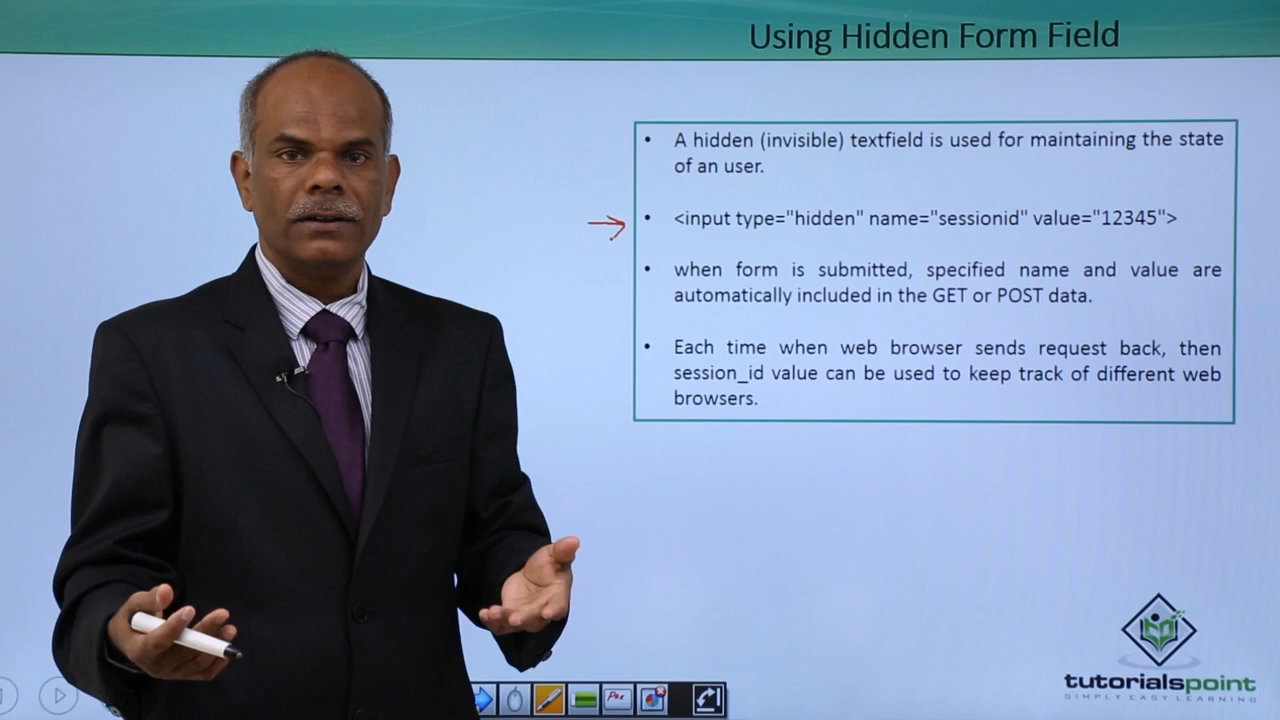 Using Hidden Form Field
• A hidden (invisible) textfield is used for maintaining the state
of an user.
• <input type="hidden" name="sessionid" value="12345">
• when form is submitted, specified name and value are
automatically included in the GET or POST data.
• Each time when web browser sends request back, then
session_id value can be used to keep track of different web
browsers.
tutorialspoint
SIMPLY EASY LEARNING
Pen